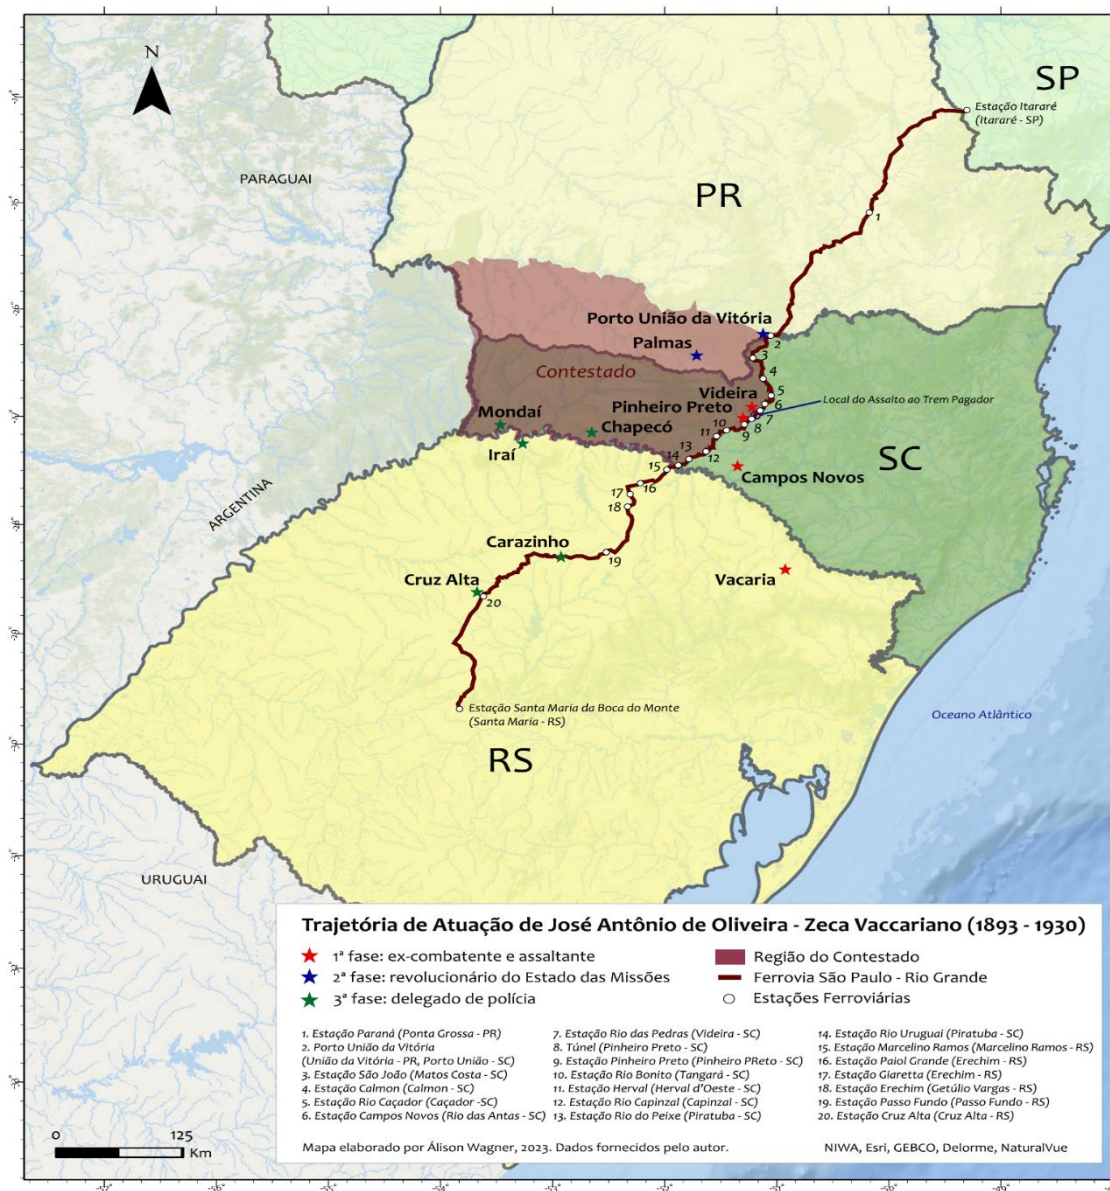 N
SP
Estação Itararé
(Itararé - SP)
PARAGUAI
PR
1
Porto União da Vitória
2
Palmas
3
Contestado
4
Videira
5
Pinheiro Preto
6
Local do Assalto ao Trem Pagador
7
8
9
10
11
Mondaí
Chapecó
12
13
14
15
16
Iraí
SC
Campos Novos
17
18
ARGENTINA
Carazinho
19
Cruz Alta
20
Vacaria
Estação Santa Maria da Boca do Monte
(Santa Maria - RS)
Oceano Atlântico
RS
URUGUAI
-24°
-25°
-26°
-27°
-28°
-29°
-30°
-31°
-32°
-33°
Trajetória de Atuação de José Antônio de Oliveira - Zeca Vaccariano (1893 - 1930)
1ª fase: ex-combatente e assaltante
2ª fase: revolucionário do Estado das Missões
3ª fase: delegado de polícia
Região do Contestado
Ferrovia São Paulo - Rio Grande
Estações Ferroviárias
1. Estação Paraná (Ponta Grossa - PR)
2. Porto União da Vitória
(União da Vitória - PR, Porto União - SC)
3. Estação São João (Matos Costa - SC)
4. Estação Calmon (Calmon - SC)
5. Estação Rio Caçador (Caçador -SC)
6. Estação Campos Novos (Rio das Antas - SC)
7. Estação Rio das Pedras (Videira - SC)
8. Túnel (Pinheiro Preto - SC)
9. Estação Pinheiro Preto (Pinheiro PReto - SC)
10. Estação Rio Bonito (Tangará - SC)
11. Estação Herval (Herval d'Oeste - SC)
12. Estação Rio Capinzal (Capinzal - SC)
13. Estação Rio do Peixe (Piratuba - SC)
14. Estação Rio Uruguai (Piratuba - SC)
15. Estação Marcelino Ramos (Marcelino Ramos - RS)
16. Estação Paiol Grande (Erechim - RS)
17. Estação Giaretta (Erechim - RS)
18. Estação Erechim (Getúlio Vargas - RS)
19. Estação Passo Fundo (Passo Fundo - RS)
20. Estação Cruz Alta (Cruz Alta - RS)
0 125
Km
Mapa elaborado por Álison Wagner, 2023. Dados fornecidos pelo autor.
NIWA, Esri, GEBCO, Delorme, NaturalVue